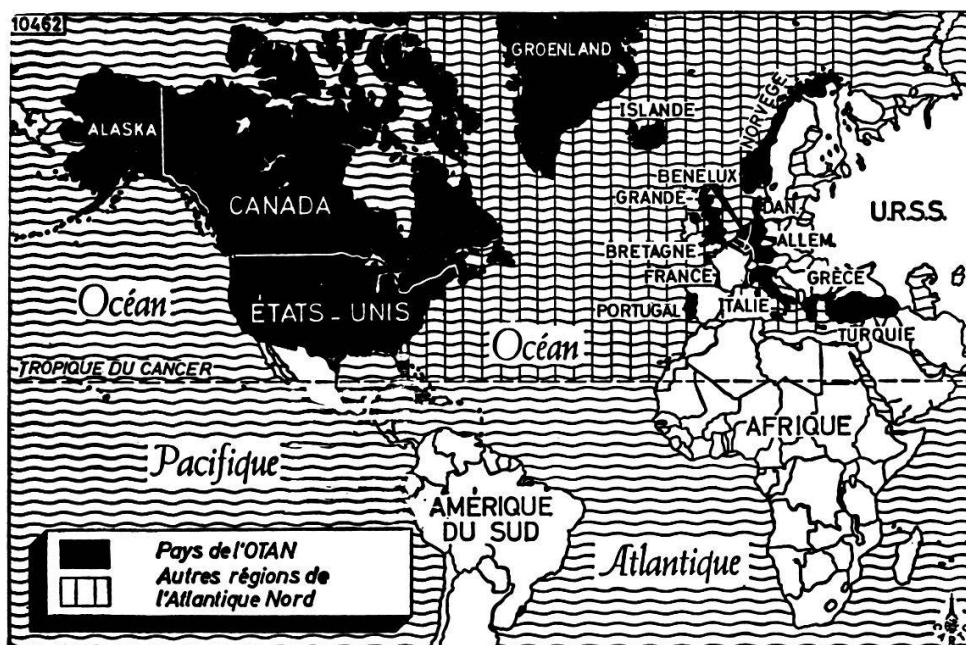 10462
GROENLAND
ALASKA
ISLANDE
NORVÈGE
CANADA
BENELUX
GRANDE-
BRETAGNE
DAN.
ALLEM.
U.R.S.S.
FRANCE
GRÈCE
Océan
ÉTATS-UNIS
PORTUGAL
ITALIE
TURQUIE
Océan
TROPIQUE DU CANCER
AFRIQUE
Pacifique
AMÉRIQUE
DU SUD
Atlantique
Pays de l'OTAN
Autres régions de
l'Atlantique Nord